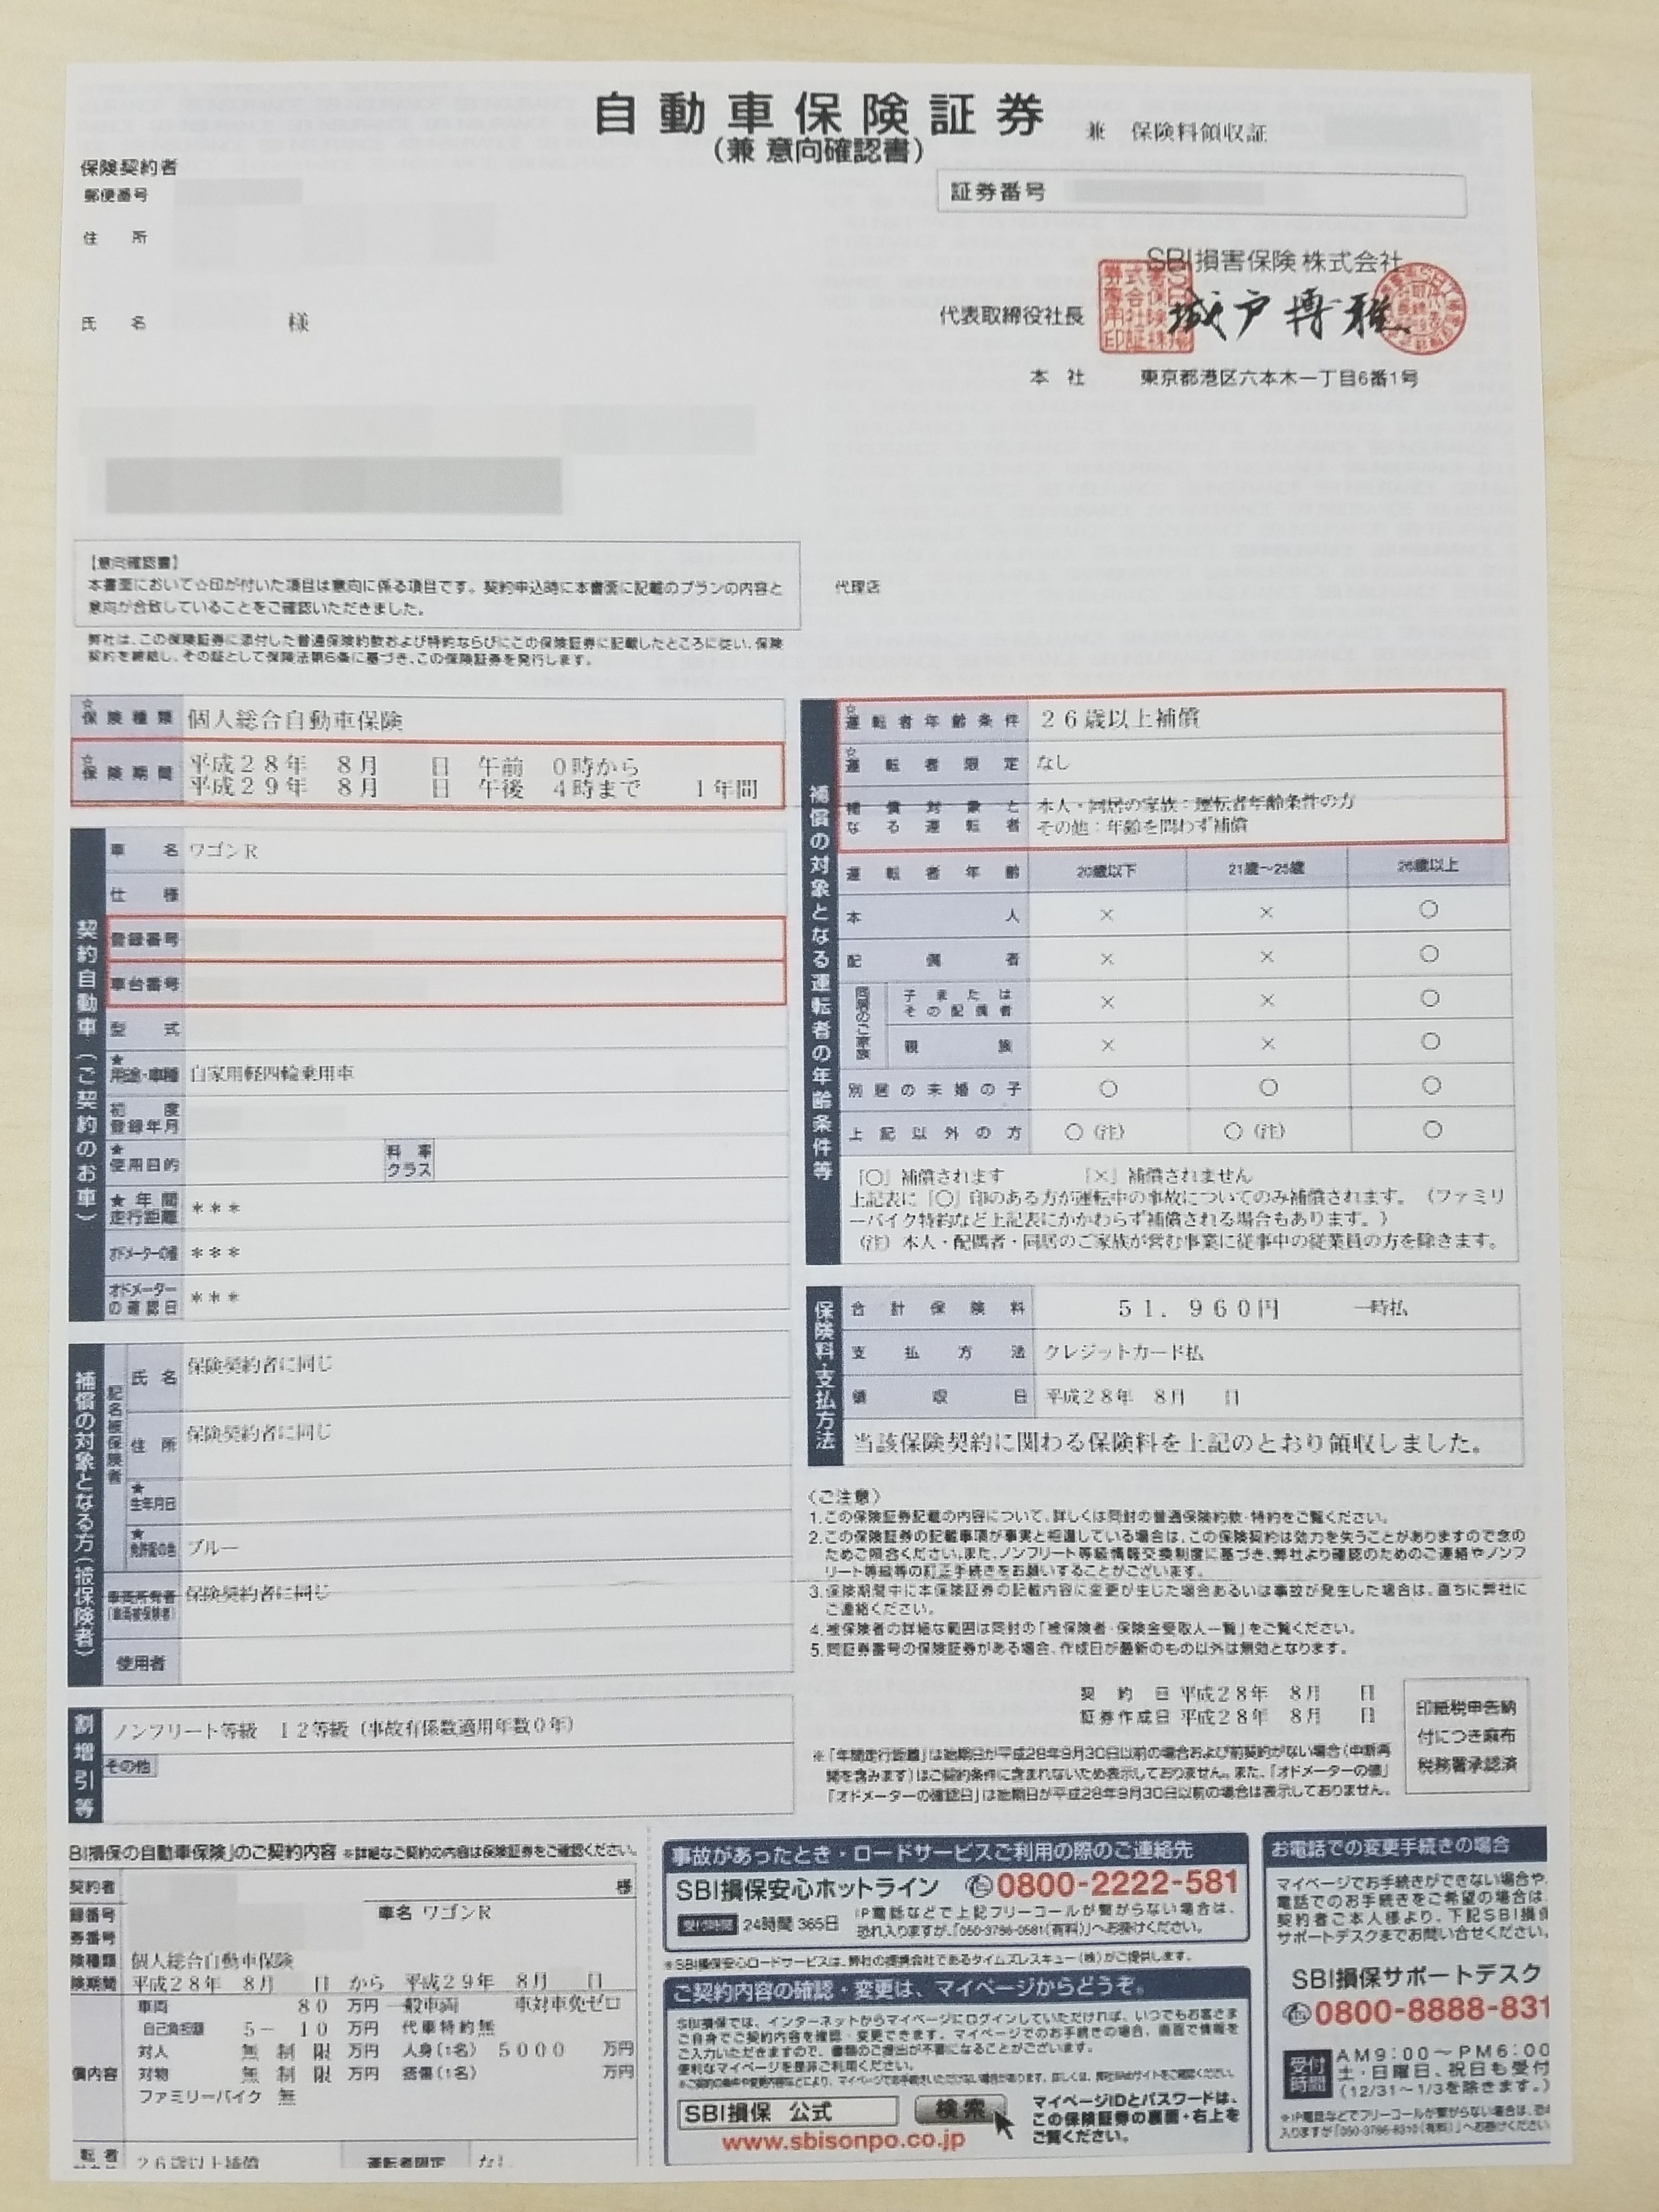 自動車保険証券
(兼 意向確認書)
兼 保険料領収証
保険契約者
郵便番号
住所
氏名 様
証券番号
SBI損害保険株式会社
代表取締役社長 城戸博雅
本社 東京都港区六本木一丁目6番1号
【意向確認書】
本書面において☆印が付いた項目は意向に係る項目です。契約申込時に本書面に記載のプランの内容と
意向が合致していることをご確認いただきました。
代理店
弊社は、この保険証券に添付した普通保険約款および特約ならびにこの保険証券に記載したところに従い、保険
契約を締結し、その証として保険法第6条に基づき、この保険証券を発行します。
☆保険種類 個人総合自動車保険
☆保険期間 平成28年 8月 日 午前 0時から
平成29年 8月 日 午後 4時まで 1年間
契約自動車(ご契約のお車)
車名 ワゴンR
仕様
登録番号
車台番号
型式
★用途・車種 自家用軽四輪乗用車
初度登録年月
★使用目的 料率クラス
★年間走行距離 ***
オドメーターの値 ***
オドメーターの確認日 ***
補償の対象となる方(被保険者)
記名被保険者
氏名 保険契約者に同じ
住所 保険契約者に同じ
★生年月日
★免許証の色 ブルー
車両所有者(車両被保険者) 保険契約者に同じ
使用者
割増引等
ノンフリート等級 12等級(事故有係数適用年数0年)
その他
補償の対象となる運転者の年齢条件等
☆運転者年齢条件 26歳以上補償
☆運転者限定 なし
補償対象となる運転者 本人・同居の家族：運転者年齢条件の方
その他：年齢を問わず補償
運転者年齢 20歳以下 21歳～25歳 26歳以上
本人 × × ○
配偶者 × × ○
同居のご家族
子またはその配偶者 × × ○
親族 × × ○
別居の未婚の子 ○ ○ ○
上記以外の方 ○(注) ○(注) ○
「○」補償されます 「×」補償されません
上記表に「○」印のある方が運転中の事故についてのみ補償されます。(ファミリ
ーバイク特約など上記表にかかわらず補償される場合もあります。)
(注)本人・配偶者・同居のご家族が営む事業に従事中の従業員の方を除きます。
保険料・支払方法
合計保険料 51,960円 一時払
支払方法 クレジットカード払
領収日 平成28年 8月 日
当該保険契約に関わる保険料を上記のとおり領収しました。
〈ご注意〉
1.この保険証券記載の内容について、詳しくは同封の普通保険約款・特約をご覧ください。
2.この保険証券の記載事項が事実と相違している場合は、この保険契約は効力を失うことがありますので念の
ためご照合ください。また、ノンフリート等級情報交換制度に基づき、弊社より確認のためのご連絡やノンフ
リート等級等の訂正手続きをお願いすることがございます。
3.保険期間中に本保険証券の記載内容に変更が生じた場合あるいは事故が発生した場合は、直ちに弊社に
ご連絡ください。
4.被保険者の詳細な範囲は同封の「被保険者・保険金受取人一覧」をご覧ください。
5.同証券番号の保険証券がある場合、作成日が最新のもの以外は無効となります。
契約日 平成28年 8月 日
証券作成日 平成28年 8月 日
印紙税申告納
付につき麻布
税務署承認済
※「年間走行距離」は始期日が平成28年9月30日以前の場合および前契約がない場合(中断再
開を含みます)はご契約条件に含まれないため表示しておりません。また、「オドメーターの値」
「オドメーターの確認日」は始期日が平成28年9月30日以前の場合は表示しておりません。
BI損保の自動車保険」のご契約内容 ※詳細なご契約の内容は保険証券をご確認ください。
契約者 様
録番号 車名 ワゴンR
券番号
険種類 個人総合自動車保険
険期間 平成28年 8月 日 から 平成29年 8月 日
償内容
車両 80 万円 一般車両 車対車免ゼロ
自己負担額 5－ 10 万円 代車特約無
対人 無制限 万円 人身(1名) 5000 万円
対物 無制限 万円 搭傷(1名) 万円
ファミリーバイク 無
転者 26歳以上補償 運転者限定 なし
事故があったとき・ロードサービスご利用の際のご連絡先
SBI損保安心ホットライン 0800-2222-581
受付時間 24時間 365日 IP電話などで上記フリーコールが繋がらない場合は、
恐れ入りますが、「050-3786-0581(有料)」へお掛けください。
※SBI損保安心ロードサービスは、弊社の提携会社であるタイムズレスキュー(株)がご提供します。
ご契約内容の確認・変更は、マイページからどうぞ。
SBI損保では、インターネットからマイページにログインしていただければ、いつでもお客さま
ご自身でご契約内容を確認・変更できます。マイページでのお手続きの場合、画面で情報を
ご入力いただきますので、書類のご提出が不要になることがございます。
便利なマイページを是非ご利用ください。
SBI損保 公式 検索
www.sbisonpo.co.jp
マイページIDとパスワードは、
この保険証券の裏面・右上を
ご覧ください。
お電話での変更手続きの場合
マイページでお手続きができない場合や、
電話でのお手続きをご希望の場合は
契約者ご本人様より、下記SBI損保
サポートデスクまでお問い合せください。
SBI損保サポートデスク
0800-8888-831
受付時間 AM9:00～PM6:00
土・日曜日、祝日も受付
(12/31～1/3を除きます。)
※IP電話などでフリーコールが繋がらない場合は、恐れ
入りますが「050-3786-8310(有料)」へお掛けください。